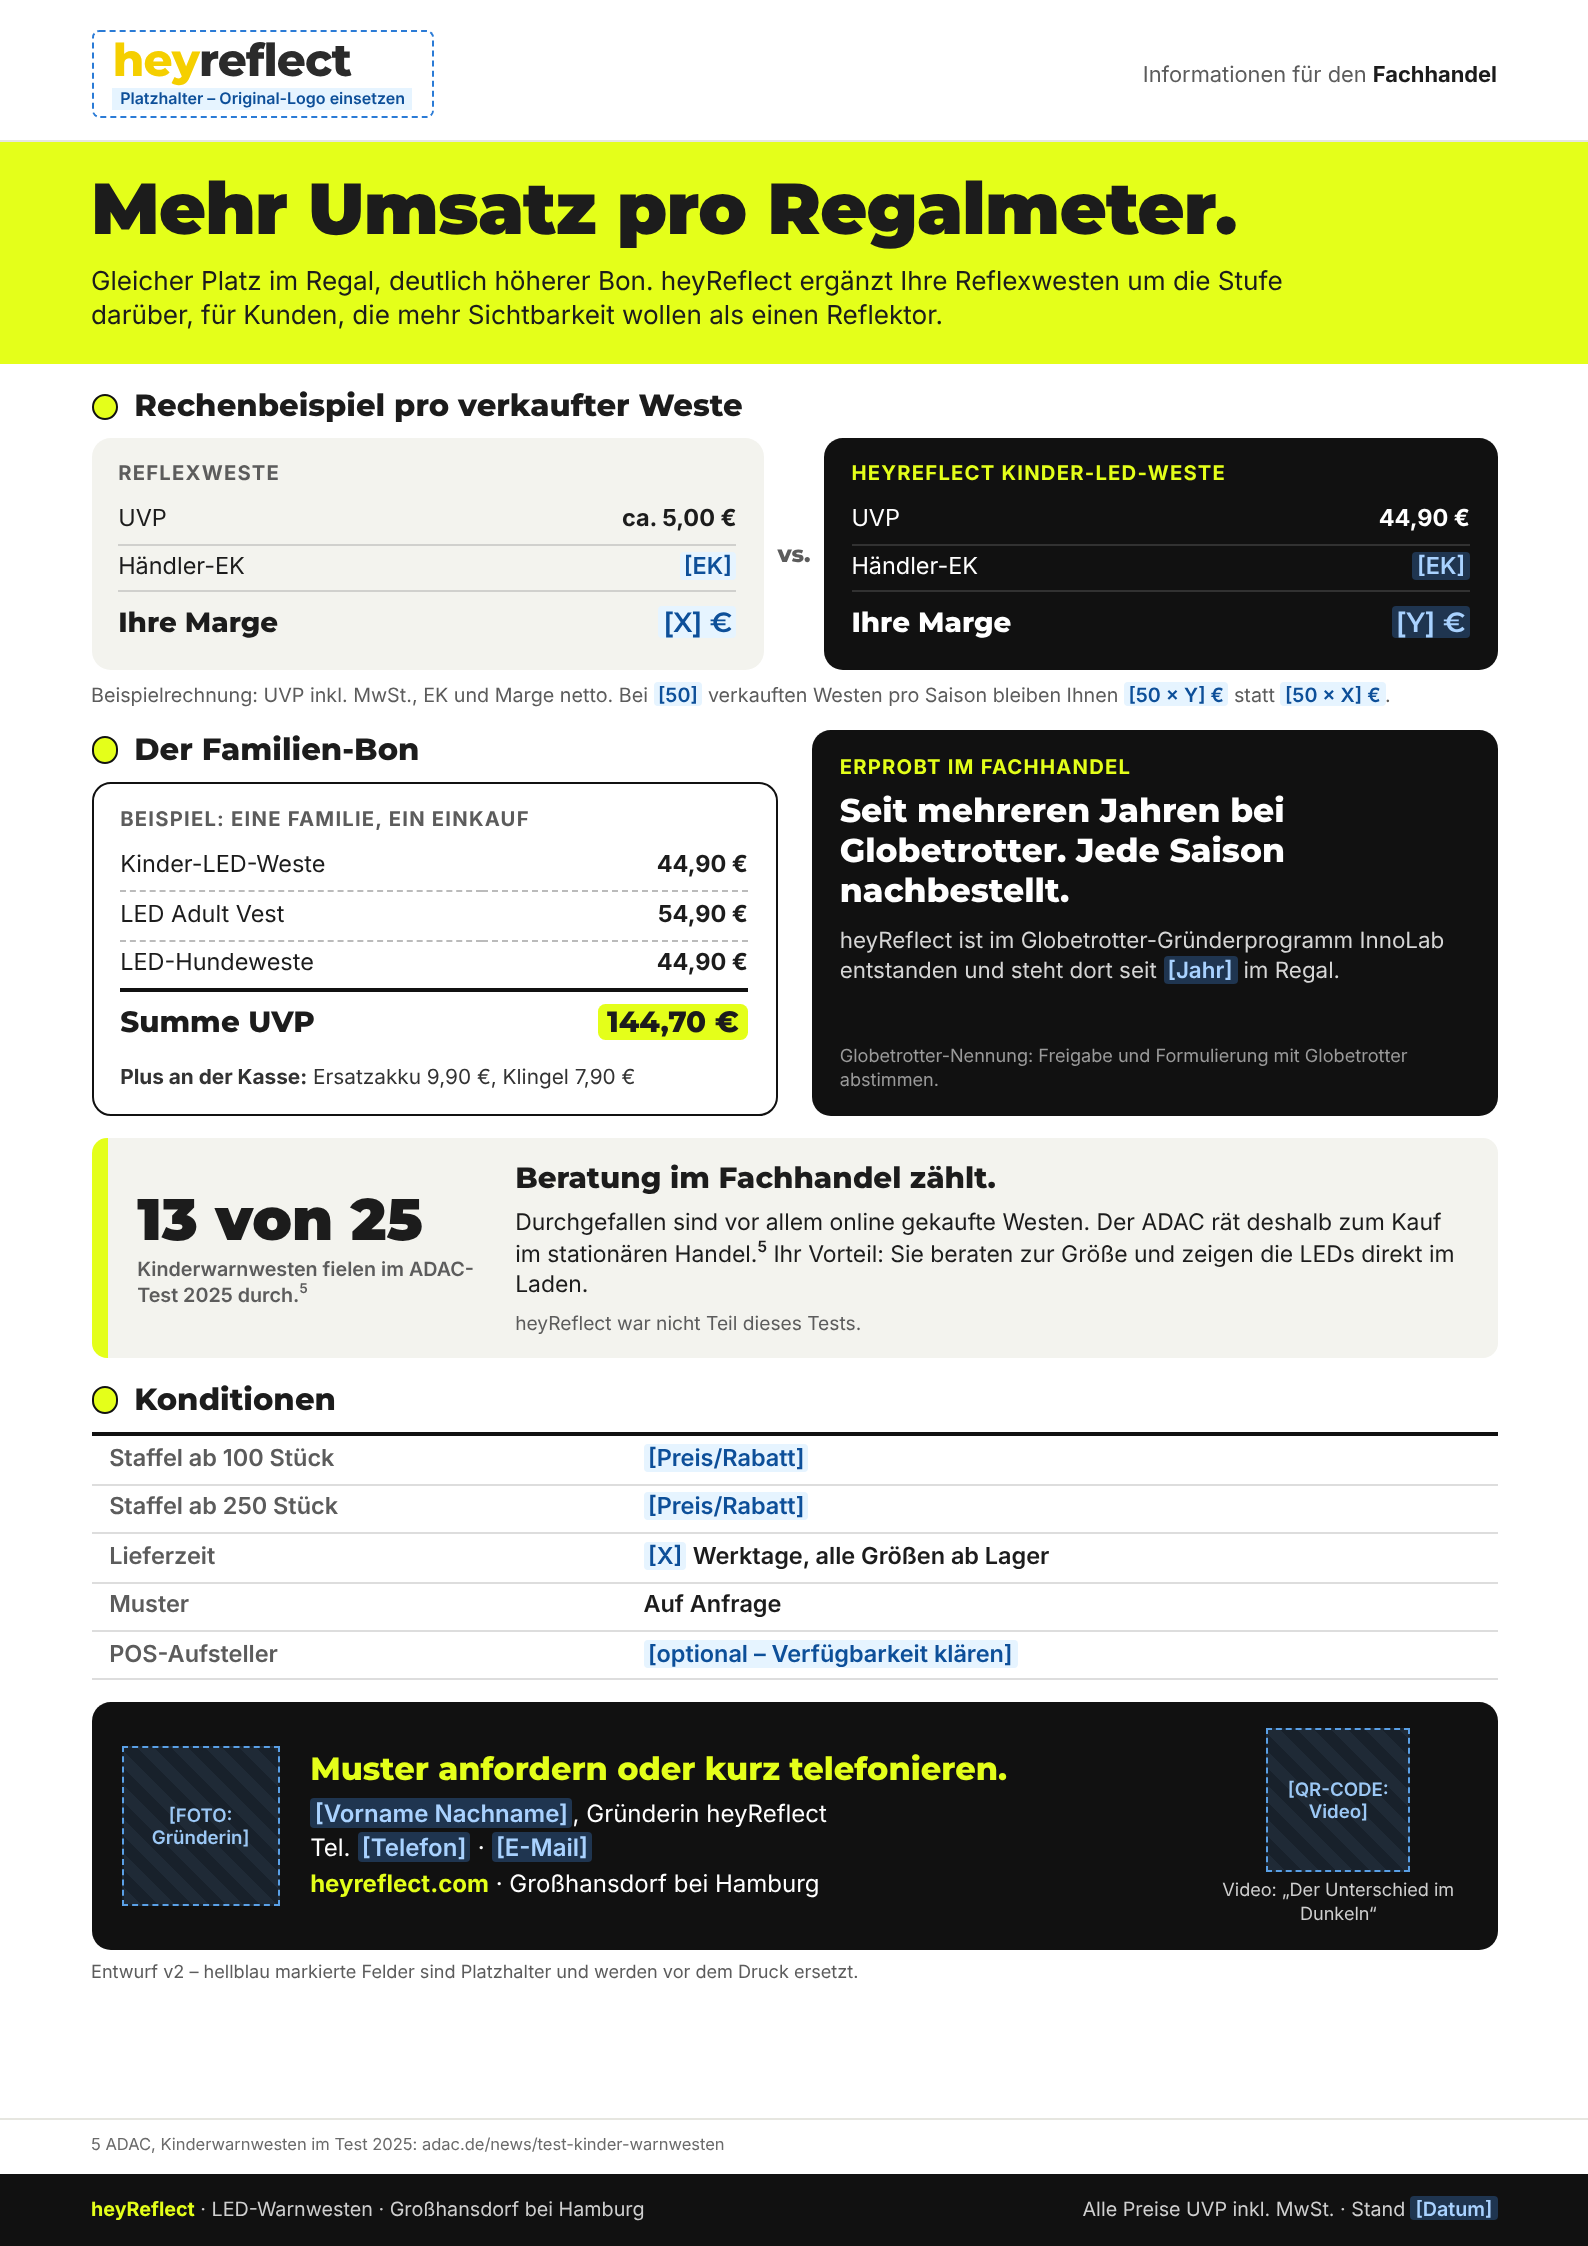 heyreflect
Platzhalter – Original-Logo einsetzen
Informationen für den Fachhandel
Mehr Umsatz pro Regalmeter.
Gleicher Platz im Regal, deutlich höherer Bon. heyReflect ergänzt Ihre Reflexwesten um die Stufe
darüber, für Kunden, die mehr Sichtbarkeit wollen als einen Reflektor.
Rechenbeispiel pro verkaufter Weste
REFLEXWESTE
UVP ca. 5,00 €
Händler-EK [EK]
Ihre Marge [X] €
vs.
HEYREFLECT KINDER-LED-WESTE
UVP 44,90 €
Händler-EK [EK]
Ihre Marge [Y] €
Beispielrechnung: UVP inkl. MwSt., EK und Marge netto. Bei [50] verkauften Westen pro Saison bleiben Ihnen [50 × Y] € statt [50 × X] €.
Der Familien-Bon
BEISPIEL: EINE FAMILIE, EIN EINKAUF
Kinder-LED-Weste 44,90 €
LED Adult Vest 54,90 €
LED-Hundeweste 44,90 €
Summe UVP 144,70 €
Plus an der Kasse: Ersatzakku 9,90 €, Klingel 7,90 €
ERPROBT IM FACHHANDEL
Seit mehreren Jahren bei
Globetrotter. Jede Saison
nachbestellt.
heyReflect ist im Globetrotter-Gründerprogramm InnoLab
entstanden und steht dort seit [Jahr] im Regal.
Globetrotter-Nennung: Freigabe und Formulierung mit Globetrotter
abstimmen.
13 von 25
Kinderwarnwesten fielen im ADAC-
Test 2025 durch.5
Beratung im Fachhandel zählt.
Durchgefallen sind vor allem online gekaufte Westen. Der ADAC rät deshalb zum Kauf
im stationären Handel.5 Ihr Vorteil: Sie beraten zur Größe und zeigen die LEDs direkt im
Laden.
heyReflect war nicht Teil dieses Tests.
Konditionen
Staffel ab 100 Stück [Preis/Rabatt]
Staffel ab 250 Stück [Preis/Rabatt]
Lieferzeit [X] Werktage, alle Größen ab Lager
Muster Auf Anfrage
POS-Aufsteller [optional – Verfügbarkeit klären]
[FOTO:
Gründerin]
Muster anfordern oder kurz telefonieren.
[Vorname Nachname], Gründerin heyReflect
Tel. [Telefon] · [E-Mail]
heyreflect.com · Großhansdorf bei Hamburg
[QR-CODE:
Video]
Video: „Der Unterschied im
Dunkeln“
Entwurf v2 – hellblau markierte Felder sind Platzhalter und werden vor dem Druck ersetzt.
5 ADAC, Kinderwarnwesten im Test 2025: adac.de/news/test-kinder-warnwesten
heyReflect · LED-Warnwesten · Großhansdorf bei Hamburg
Alle Preise UVP inkl. MwSt. · Stand [Datum]